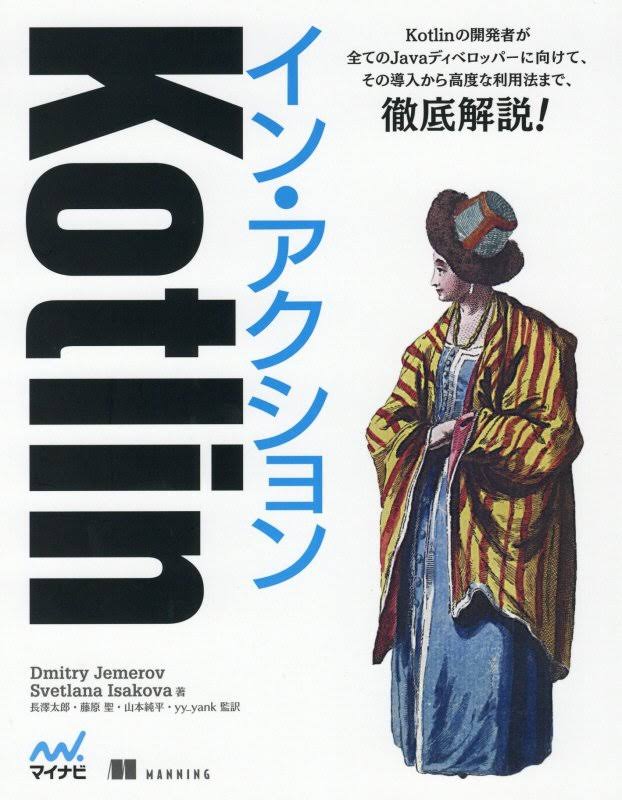 Kotlinの開発者が
全てのJavaディベロッパーに向けて、
その導入から高度な利用法まで、
徹底解説!
Kotlin
イン・アクション
Dmitry Jemerov
Svetlana Isakova 著
長澤太郎・藤原 聖・山本純平・yy_yank 監訳
マイナビ
MANNING